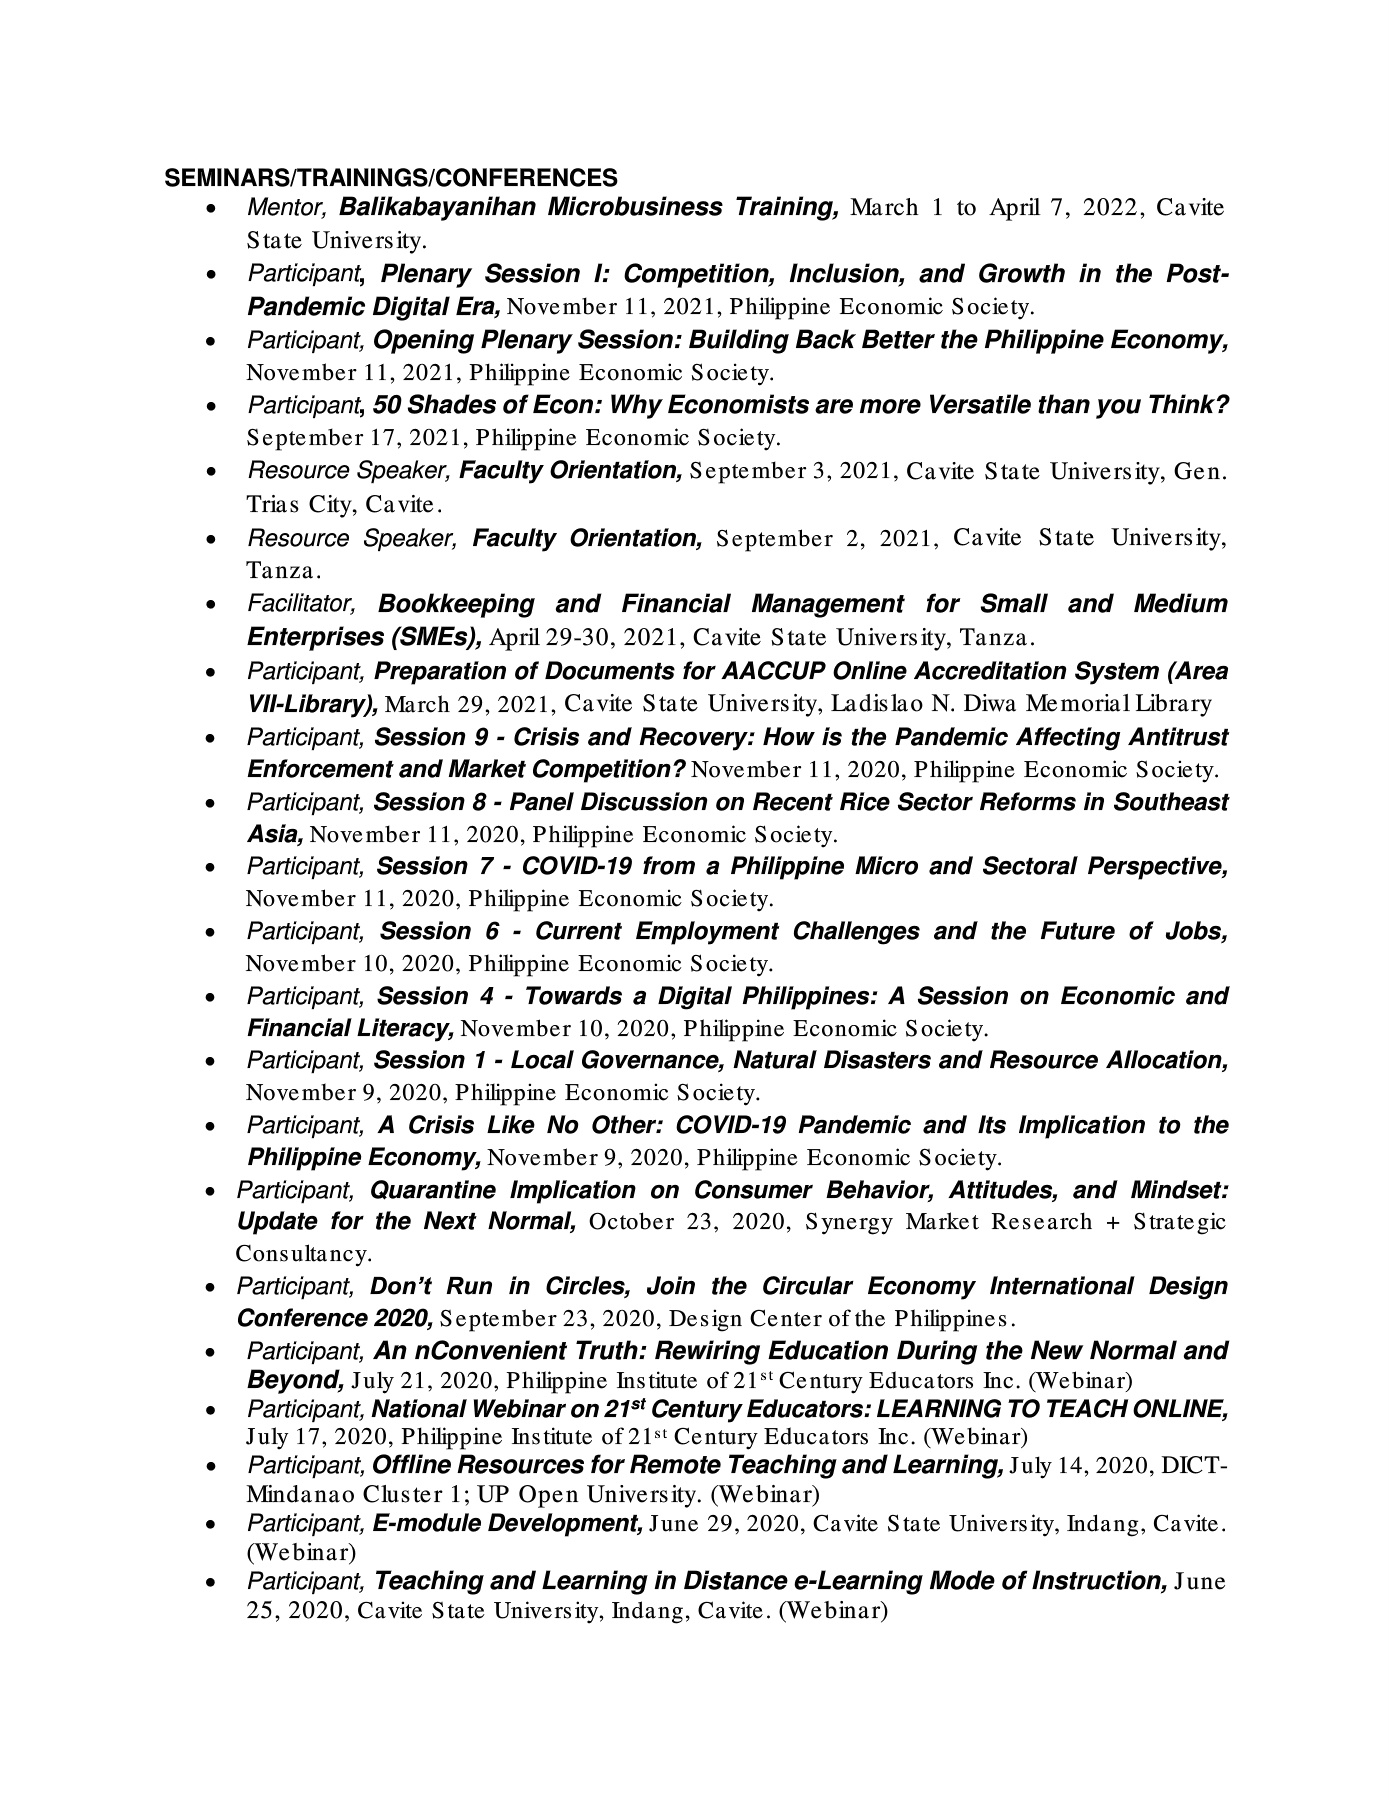 SEMINARS/TRAININGS/CONFERENCES
• Mentor, Balikabayanihan Microbusiness Training, March 1 to April 7, 2022, Cavite
State University.
• Participant, Plenary Session I: Competition, Inclusion, and Growth in the Post-
Pandemic Digital Era, November 11, 2021, Philippine Economic Society.
• Participant, Opening Plenary Session: Building Back Better the Philippine Economy,
November 11, 2021, Philippine Economic Society.
• Participant, 50 Shades of Econ: Why Economists are more Versatile than you Think?
September 17, 2021, Philippine Economic Society.
• Resource Speaker, Faculty Orientation, September 3, 2021, Cavite State University, Gen.
Trias City, Cavite.
• Resource Speaker, Faculty Orientation, September 2, 2021, Cavite State University,
Tanza.
• Facilitator, Bookkeeping and Financial Management for Small and Medium
Enterprises (SMEs), April 29-30, 2021, Cavite State University, Tanza.
• Participant, Preparation of Documents for AACCUP Online Accreditation System (Area
VII-Library), March 29, 2021, Cavite State University, Ladislao N. Diwa Memorial Library
• Participant, Session 9 - Crisis and Recovery: How is the Pandemic Affecting Antitrust
Enforcement and Market Competition? November 11, 2020, Philippine Economic Society.
• Participant, Session 8 - Panel Discussion on Recent Rice Sector Reforms in Southeast
Asia, November 11, 2020, Philippine Economic Society.
• Participant, Session 7 - COVID-19 from a Philippine Micro and Sectoral Perspective,
November 11, 2020, Philippine Economic Society.
• Participant, Session 6 - Current Employment Challenges and the Future of Jobs,
November 10, 2020, Philippine Economic Society.
• Participant, Session 4 - Towards a Digital Philippines: A Session on Economic and
Financial Literacy, November 10, 2020, Philippine Economic Society.
• Participant, Session 1 - Local Governance, Natural Disasters and Resource Allocation,
November 9, 2020, Philippine Economic Society.
• Participant, A Crisis Like No Other: COVID-19 Pandemic and Its Implication to the
Philippine Economy, November 9, 2020, Philippine Economic Society.
• Participant, Quarantine Implication on Consumer Behavior, Attitudes, and Mindset:
Update for the Next Normal, October 23, 2020, Synergy Market Research + Strategic
Consultancy.
• Participant, Don’t Run in Circles, Join the Circular Economy International Design
Conference 2020, September 23, 2020, Design Center of the Philippines.
• Participant, An nConvenient Truth: Rewiring Education During the New Normal and
Beyond, July 21, 2020, Philippine Institute of 21st Century Educators Inc. (Webinar)
• Participant, National Webinar on 21st Century Educators: LEARNING TO TEACH ONLINE,
July 17, 2020, Philippine Institute of 21st Century Educators Inc. (Webinar)
• Participant, Offline Resources for Remote Teaching and Learning, July 14, 2020, DICT-
Mindanao Cluster 1; UP Open University. (Webinar)
• Participant, E-module Development, June 29, 2020, Cavite State University, Indang, Cavite.
(Webinar)
• Participant, Teaching and Learning in Distance e-Learning Mode of Instruction, June
25, 2020, Cavite State University, Indang, Cavite. (Webinar)